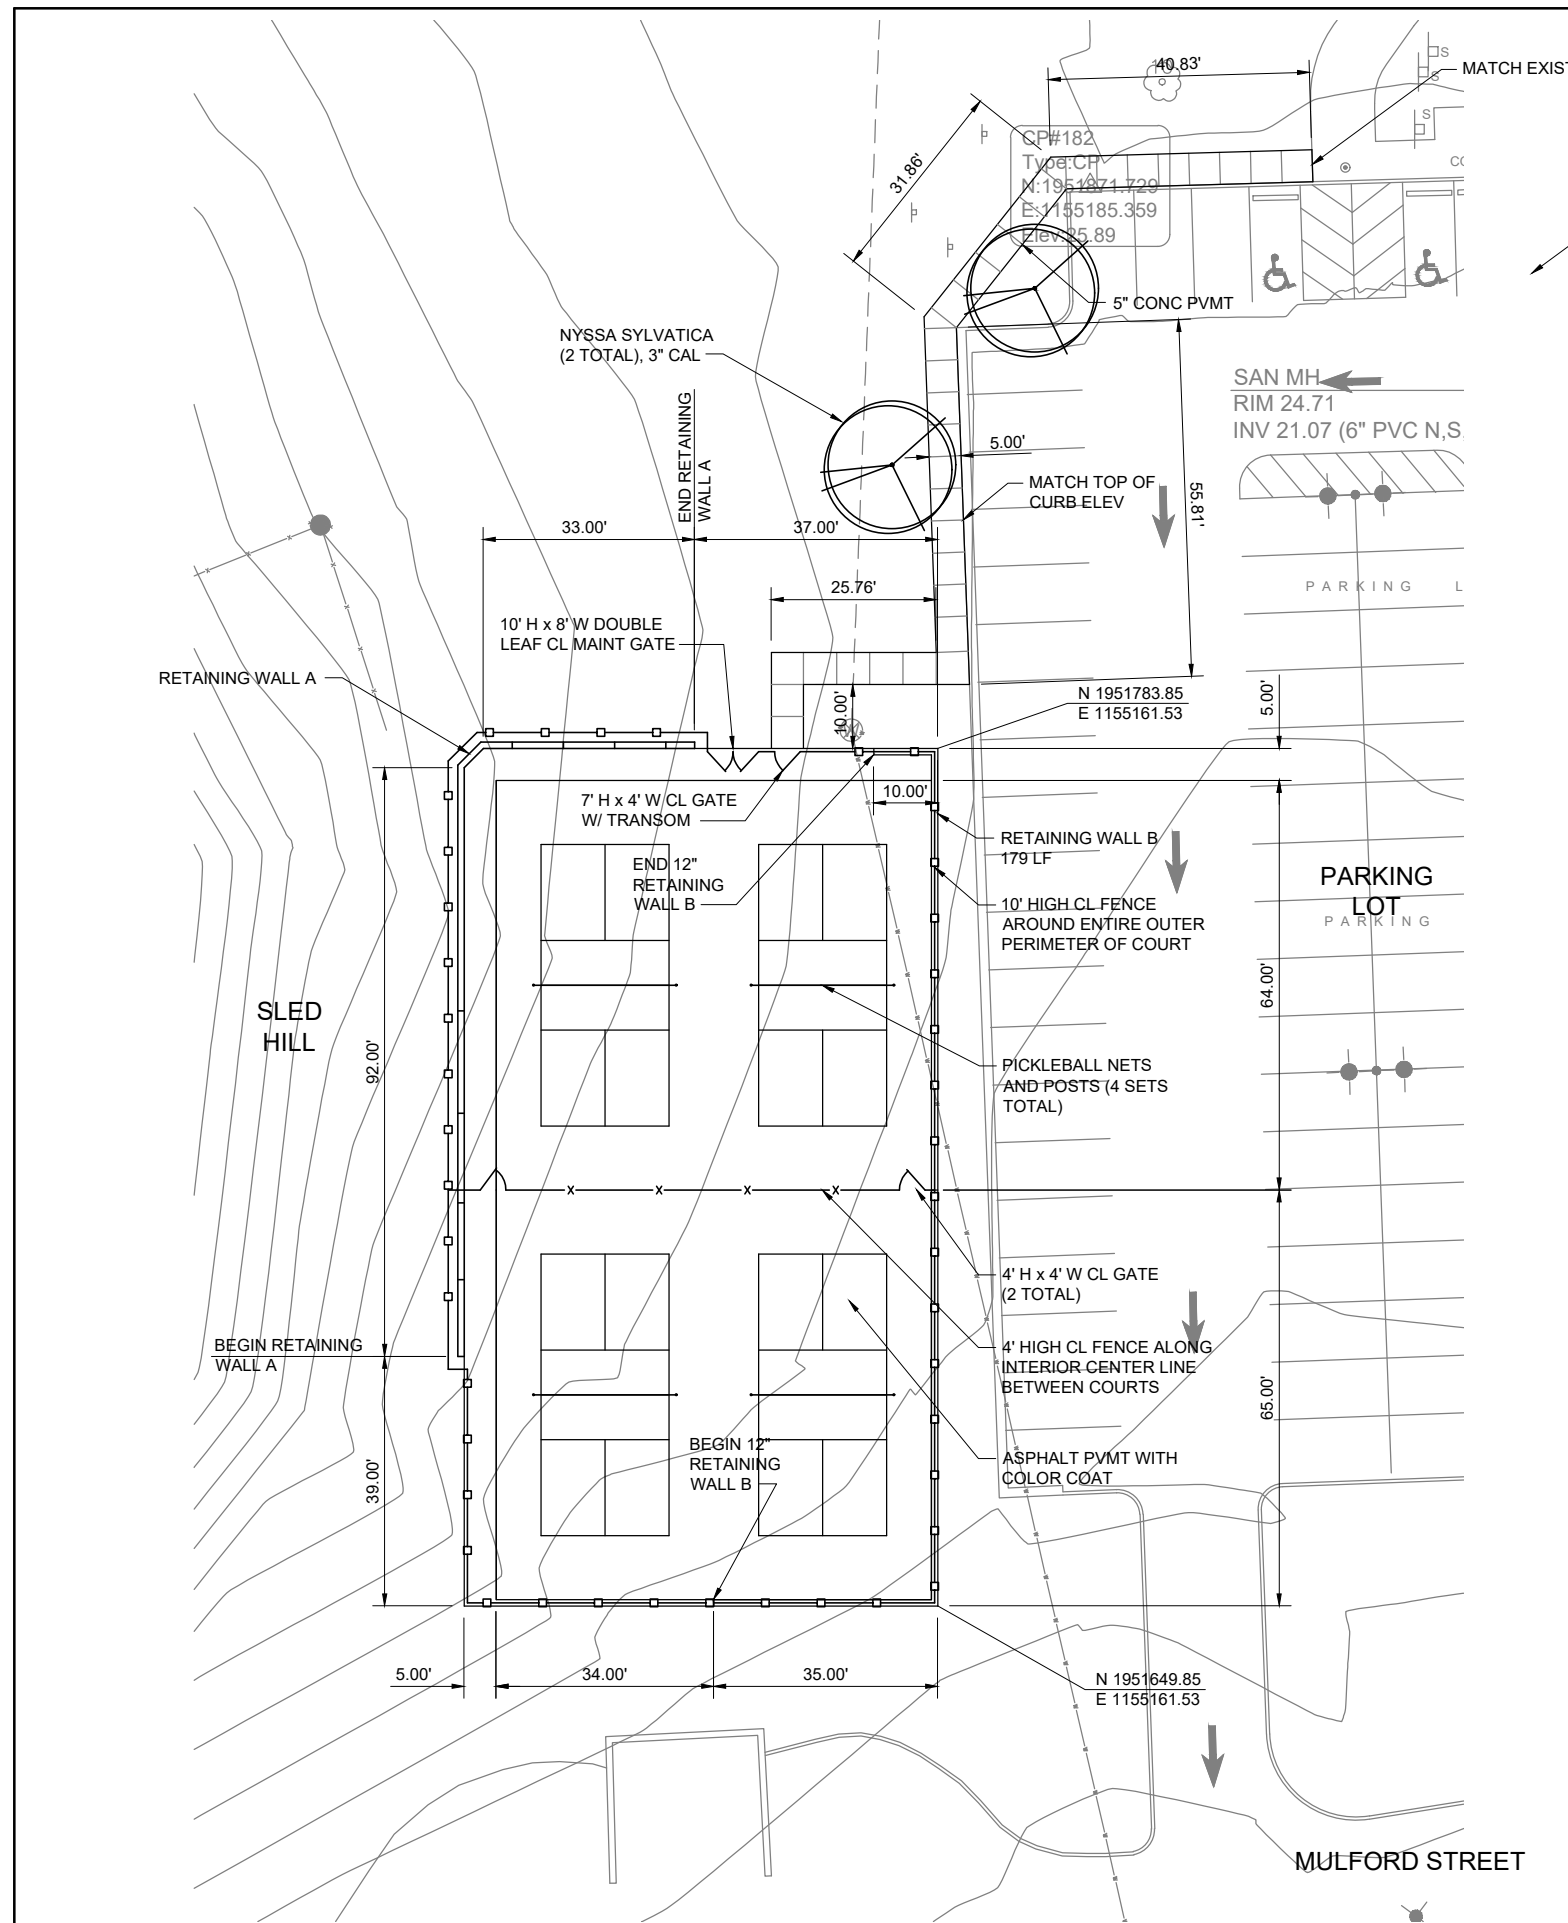 40.83'
MATCH EXIST
S
S
S
31.86'
CP#182
Type:CP
N:1951871.729
E:1155185.359
Elev:25.89
5" CONC PVMT
NYSSA SYLVATICA
(2 TOTAL), 3" CAL
SAN MH
RIM 24.71
INV 21.07 (6" PVC N,S,
END RETAINING
WALL A
5.00'
MATCH TOP OF
CURB ELEV
55.81'
33.00'
37.00'
25.76'
PARKING L
10' H x 8' W DOUBLE
LEAF CL MAINT GATE
RETAINING WALL A
10.00'
N 1951783.85
E 1155161.53
5.00'
7' H x 4' W CL GATE
W/ TRANSOM
10.00'
RETAINING WALL B
179 LF
END 12"
RETAINING
WALL B
10' HIGH CL FENCE
AROUND ENTIRE OUTER
PERIMETER OF COURT
PARKING
LOT
PARKING
64.00'
SLED
HILL
92.00'
PICKLEBALL NETS
AND POSTS (4 SETS
TOTAL)
X X X X
4' H x 4' W CL GATE
(2 TOTAL)
BEGIN RETAINING
WALL A
4' HIGH CL FENCE ALONG
INTERIOR CENTER LINE
BETWEEN COURTS
65.00'
39.00'
BEGIN 12"
RETAINING
WALL B
ASPHALT PVMT WITH
COLOR COAT
5.00'
34.00'
35.00'
N 1951649.85
E 1155161.53
MULFORD STREET